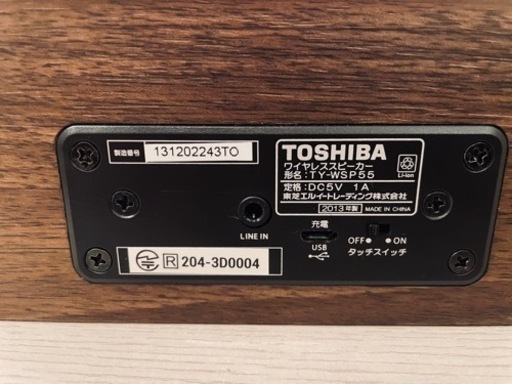 製造番号 131202243TO
TOSHIBA
ワイヤレススピーカー
形名：TY-WSP55
Li-ion
定格：DC5V 1A
東芝エルイートレーディング株式会社
2013年製 MADE IN CHINA
LINE IN
充電
USB
OFF ON
タッチスイッチ
R 204-3D0004